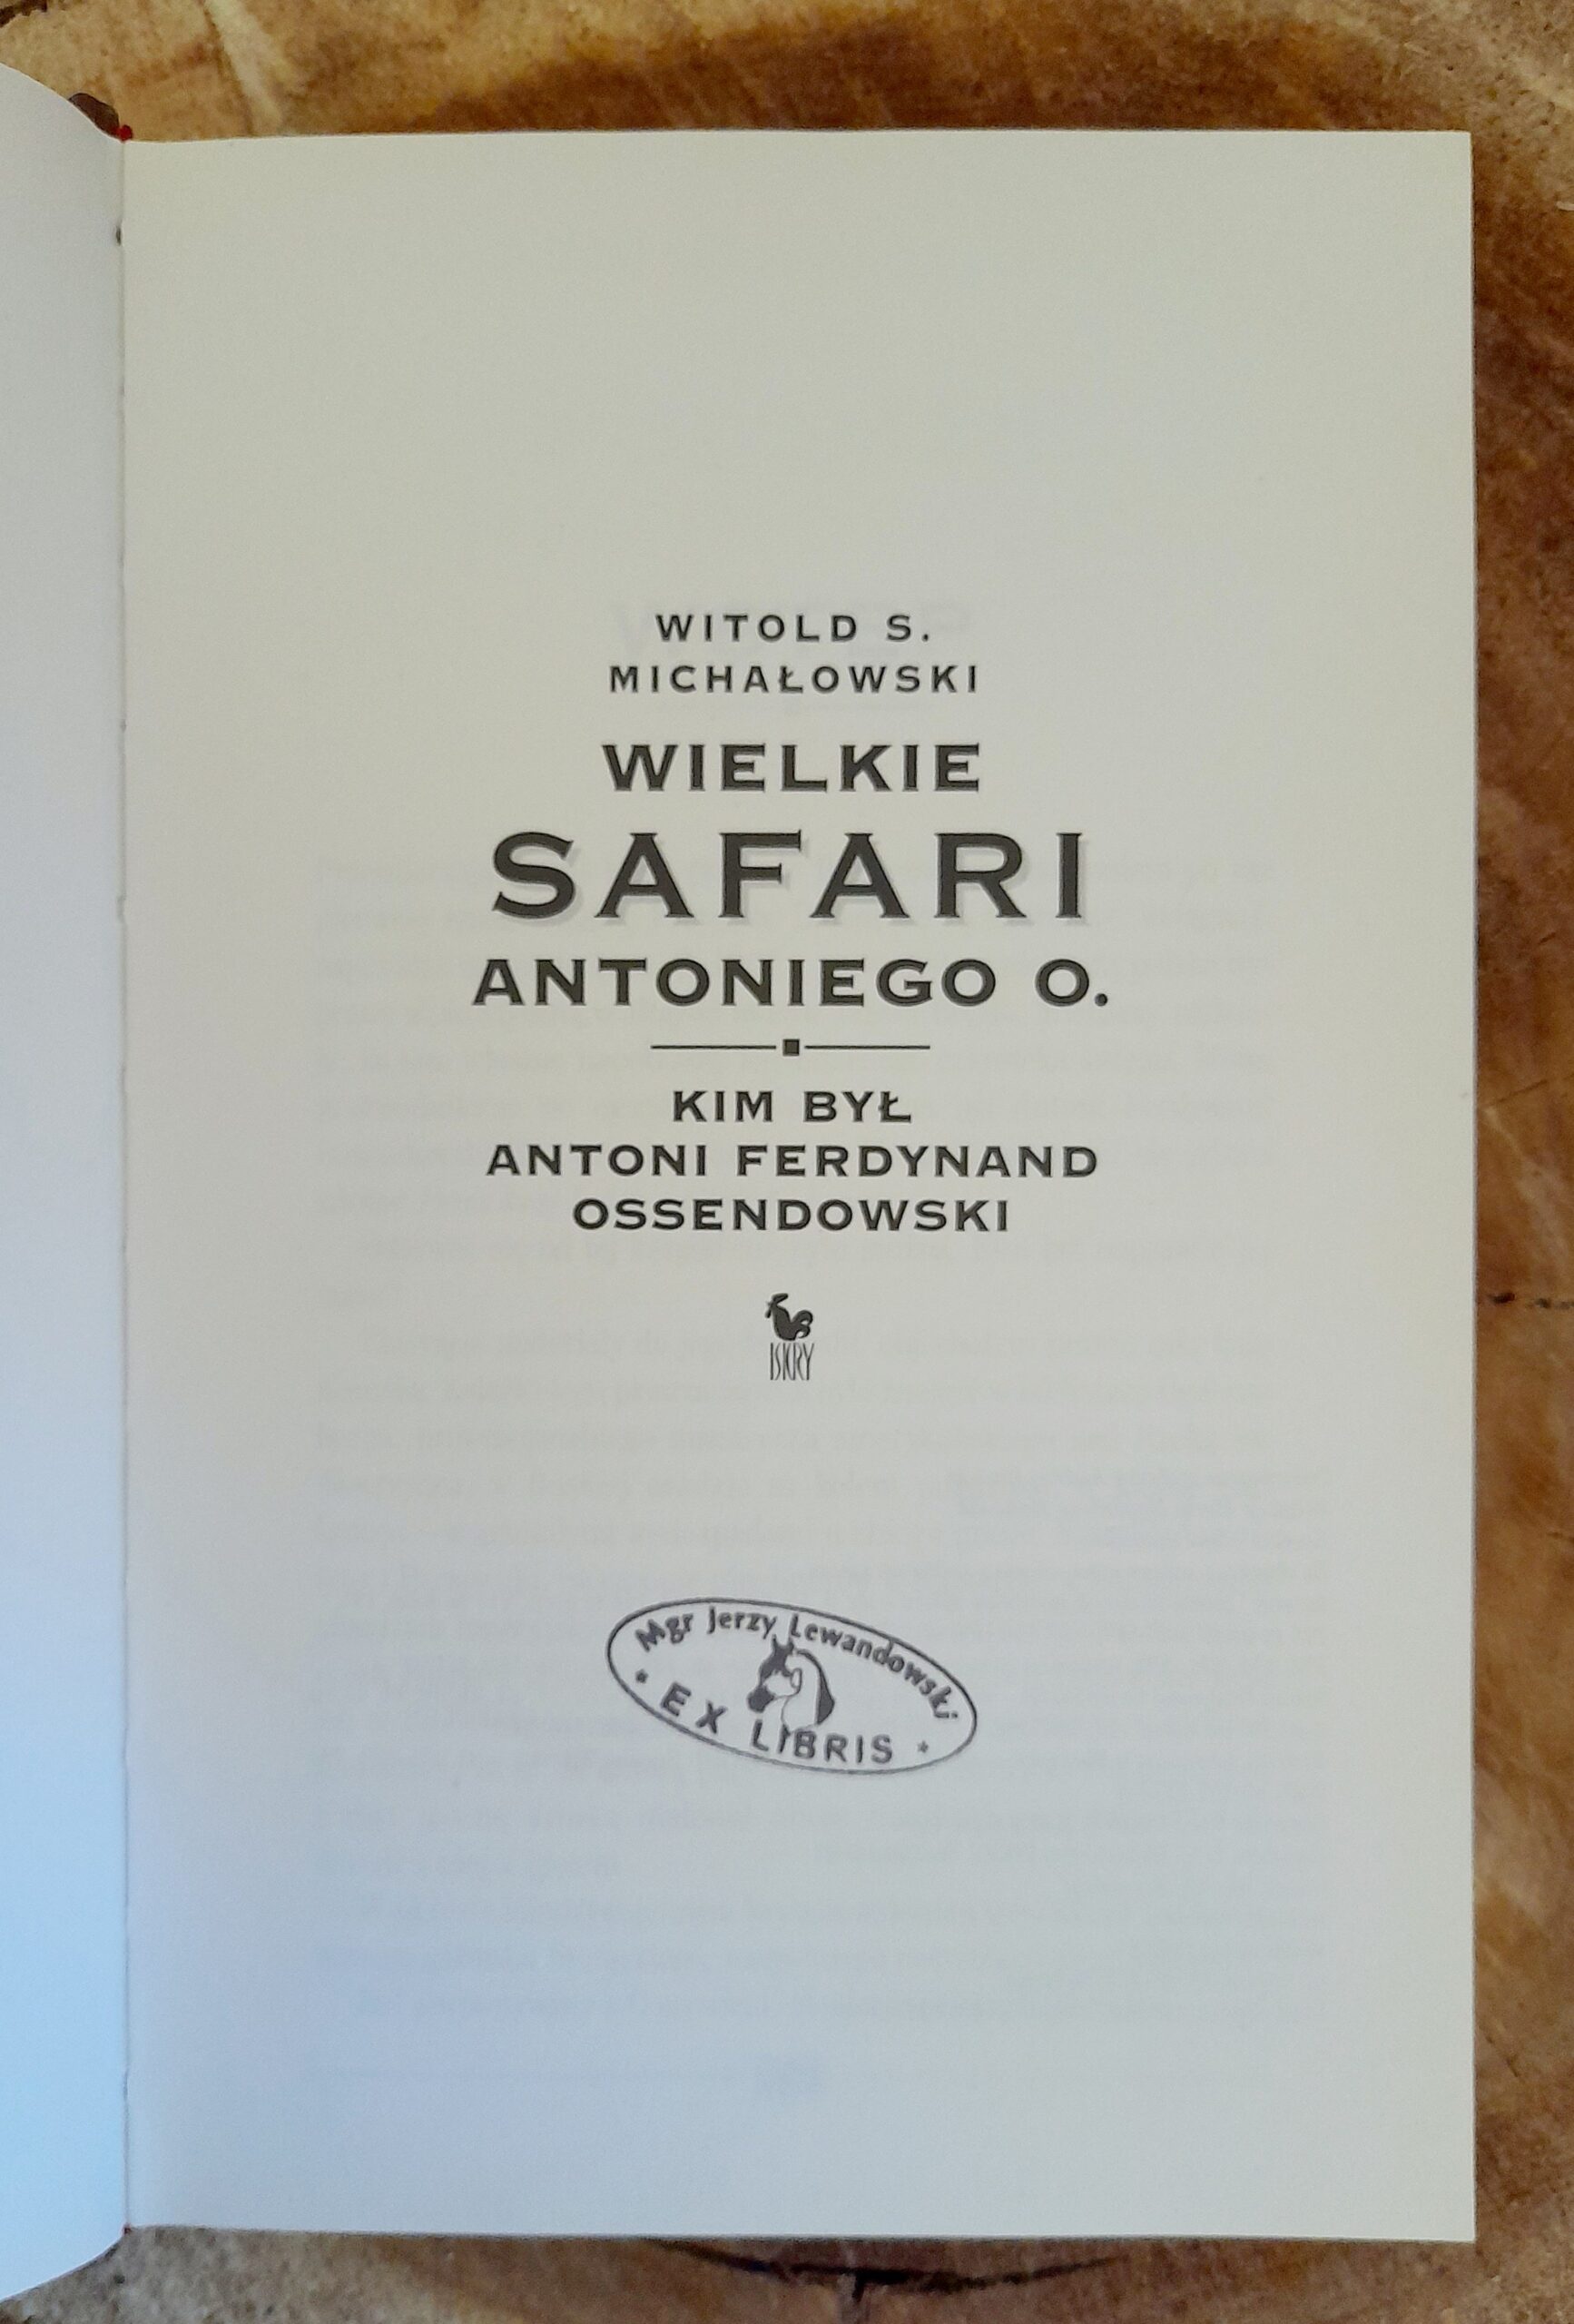 WITOLD S.
MICHAŁOWSKI
WIELKIE
SAFARI
ANTONIEGO O.
KIM BYŁ
ANTONI FERDYNAND
OSSENDOWSKI
ISKRY
Mgr Jerzy Lewandowski
* EX LIBRIS *